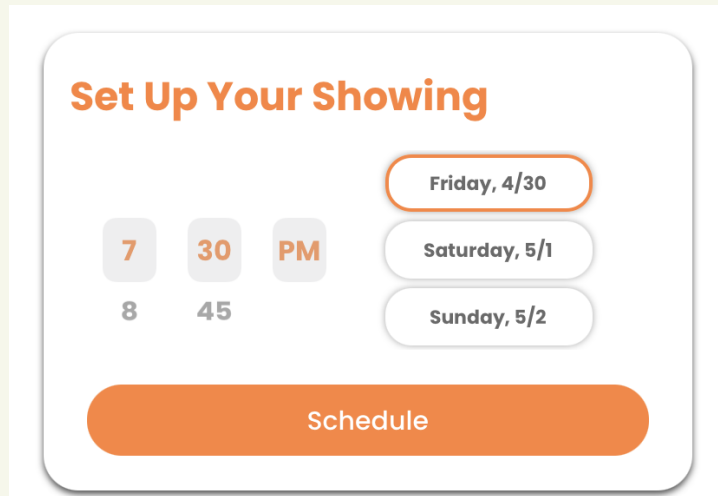 Set Up Your Showing
Friday, 4/30
7 30 PM
Saturday, 5/1
8 45
Sunday, 5/2
Schedule